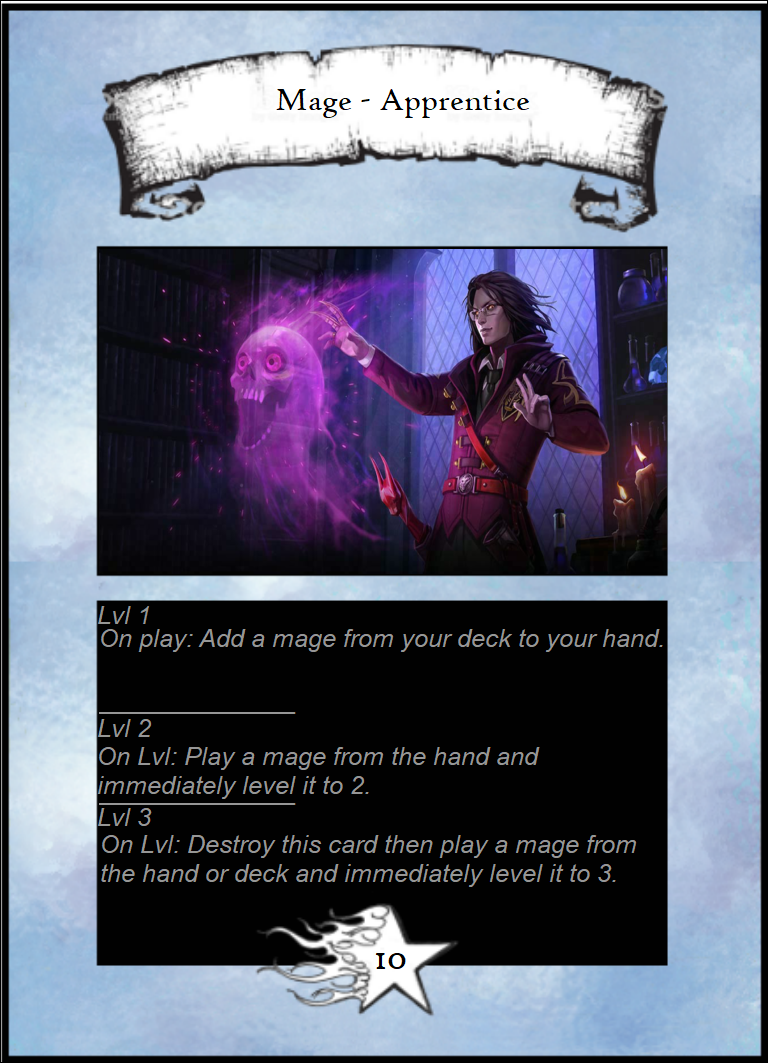 Mage - Apprentice
Lvl 1
On play: Add a mage from your deck to your hand.
Lvl 2
On Lvl: Play a mage from the hand and
immediately level it to 2.
Lvl 3
On Lvl: Destroy this card then play a mage from
the hand or deck and immediately level it to 3.
10